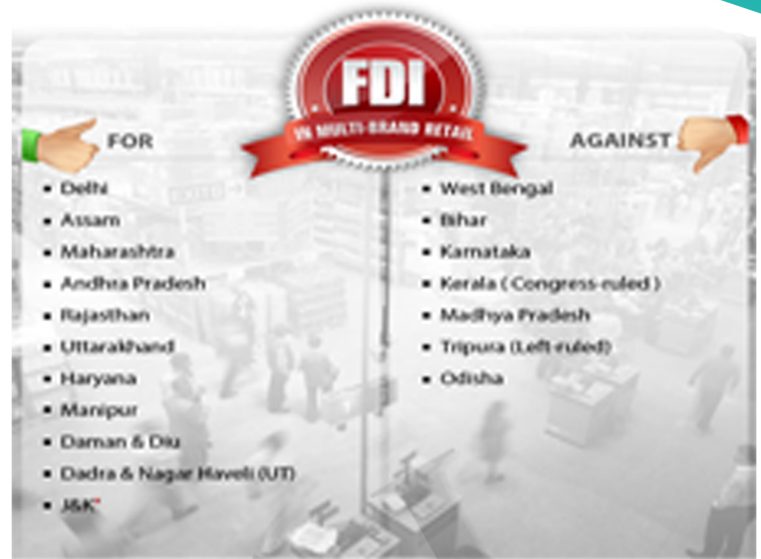 FDI
IN MULTI-BRAND RETAIL
FOR
Delhi
Assam
Maharashtra
Andhra Pradesh
Rajasthan
Uttarakhand
Haryana
Manipur
Daman & Diu
Dadra & Nagar Haveli (UT)
J&K*
AGAINST
West Bengal
Bihar
Karnataka
Kerala ( Congress-ruled )
Madhya Pradesh
Tripura (Left-ruled)
Odisha